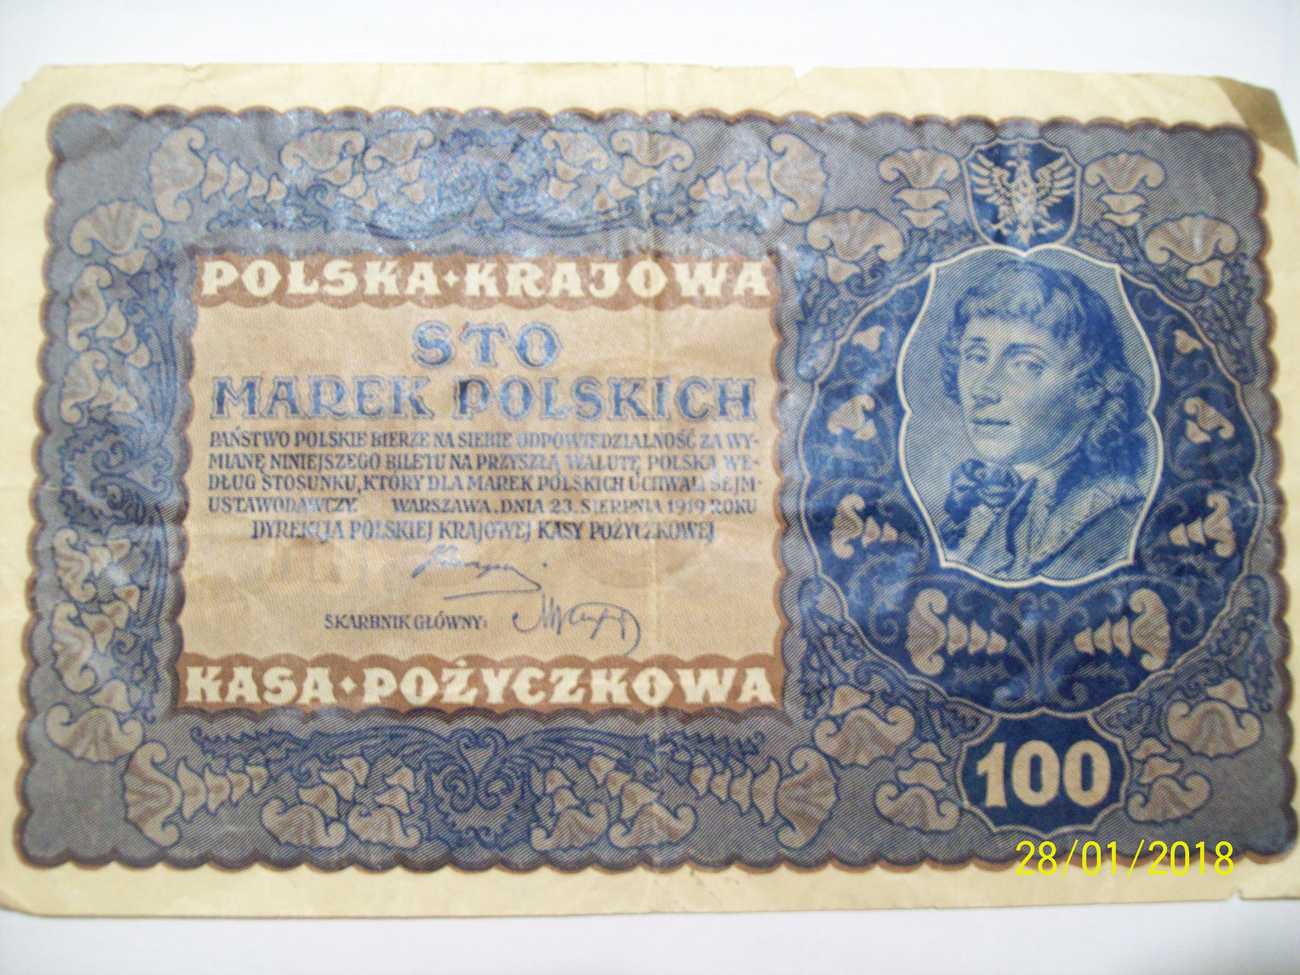 POLSKA·KRAJOWA
STO
MAREK POLSKICH
PAŃSTWO POLSKIE BIERZE NA SIEBIE ODPOWIEDZIALNOŚĆ ZA WY-
MIANĘ NINIEJSZEGO BILETU NA PRZYSZŁĄ WALUTĘ POLSKĄ WE-
DŁUG STOSUNKU, KTÓRY DLA MAREK POLSKICH UCHWALI SEJM-
USTAWODAWCZY. WARSZAWA, DNIA 23. SIERPNIA 1919 ROKU
DYREKCJA POLSKIEJ KRAJOWEJ KASY POŻYCZKOWEJ
SKARBNIK GŁÓWNY:
KASA·POŻYCZKOWA
100
28/01/2018